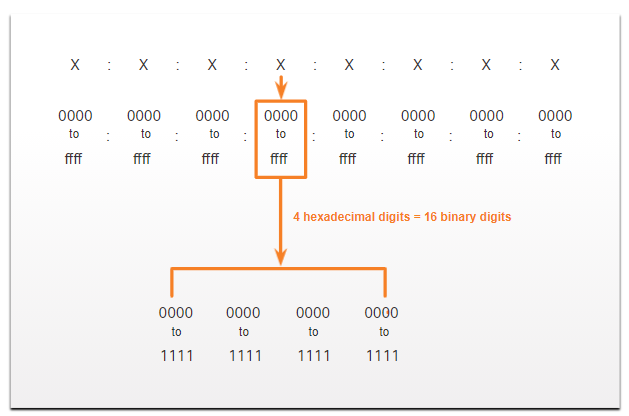 X : X : X : X : X : X : X : X
0000 0000 0000 0000 0000 0000 0000 0000
to : to : to : to : to : to : to : to
ffff ffff ffff ffff ffff ffff ffff ffff
4 hexadecimal digits = 16 binary digits
0000 0000 0000 0000
to to to to
1111 1111 1111 1111